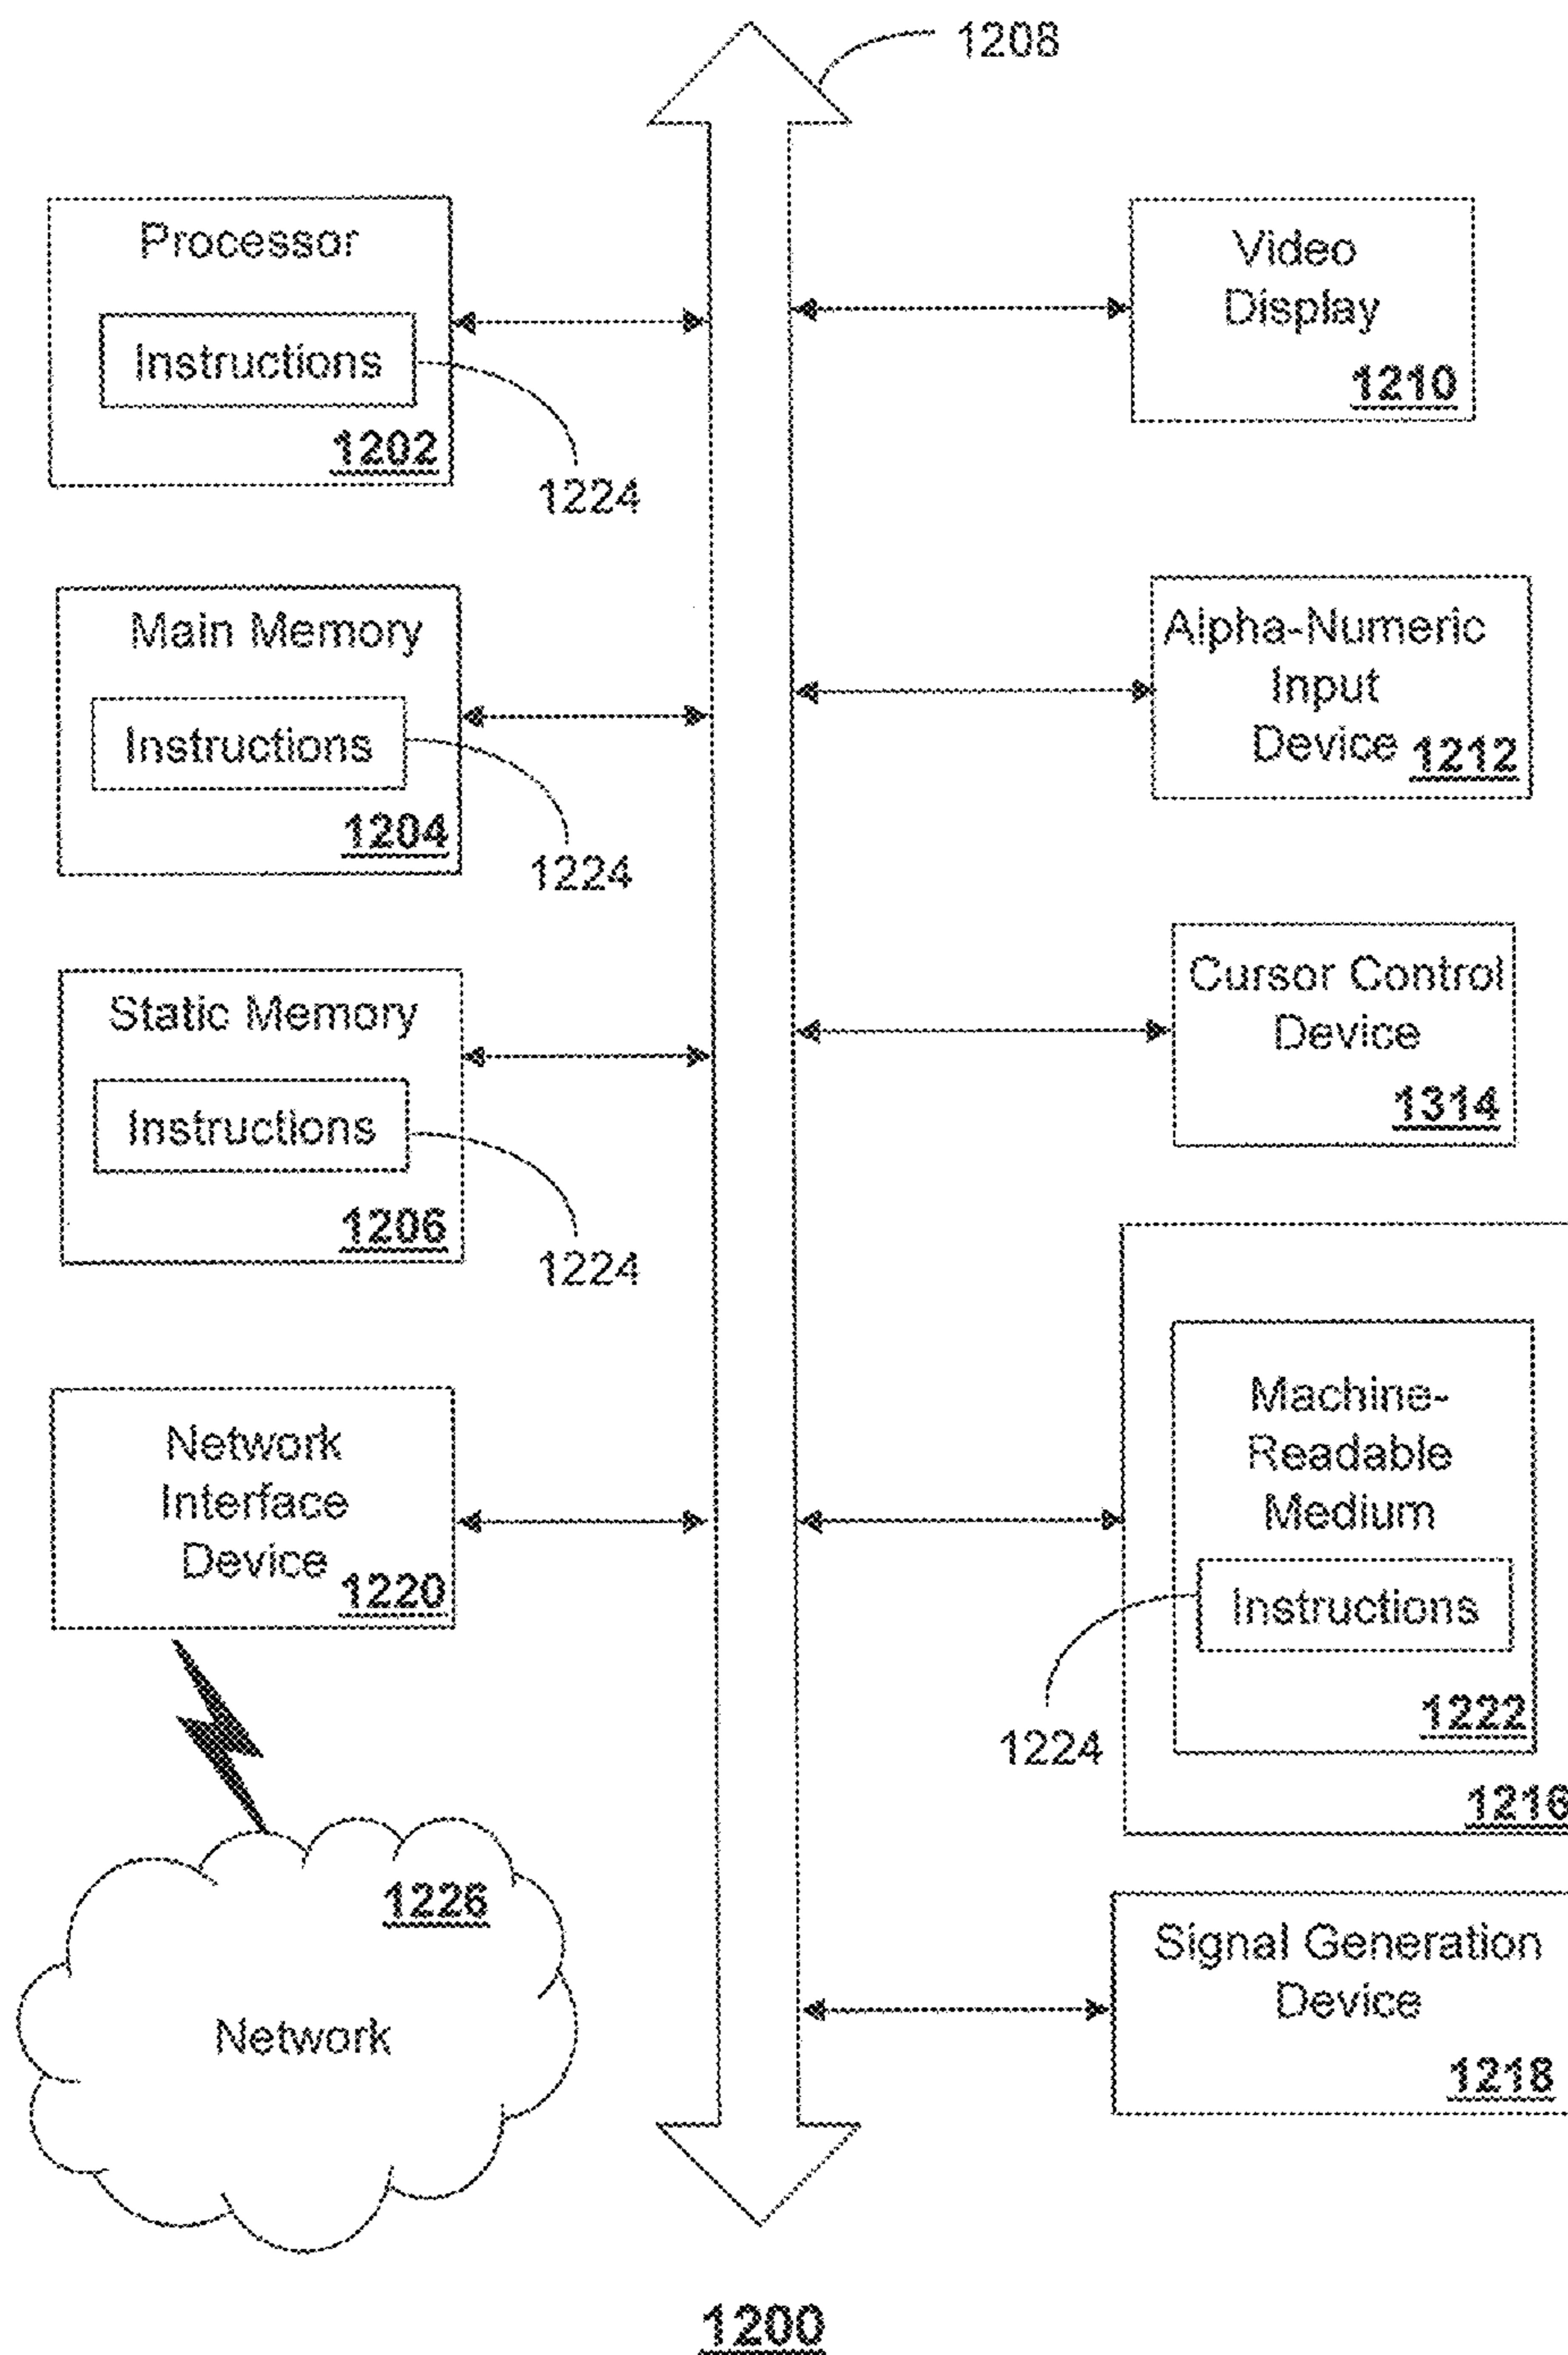 1208
Processor
Instructions
1202
1224
Video
Display
1210
Main Memory
Instructions
1204
1224
Alpha-Numeric
Input
Device 1212
Static Memory
Instructions
1206
1224
Cursor Control
Device
1314
Network
Interface
Device 1220
Machine-
Readable
Medium
Instructions
1222
1224
1216
1226
Network
Signal Generation
Device
1218
1200